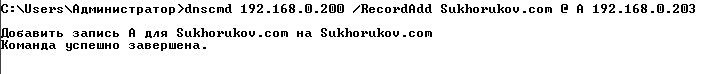 C:\Users\Администратор>dnscmd 192.168.0.200 /RecordAdd Sukhorukov.com @ A 192.168.0.203
Добавить запись A для Sukhorukov.com на Sukhorukov.com
Команда успешно завершена.